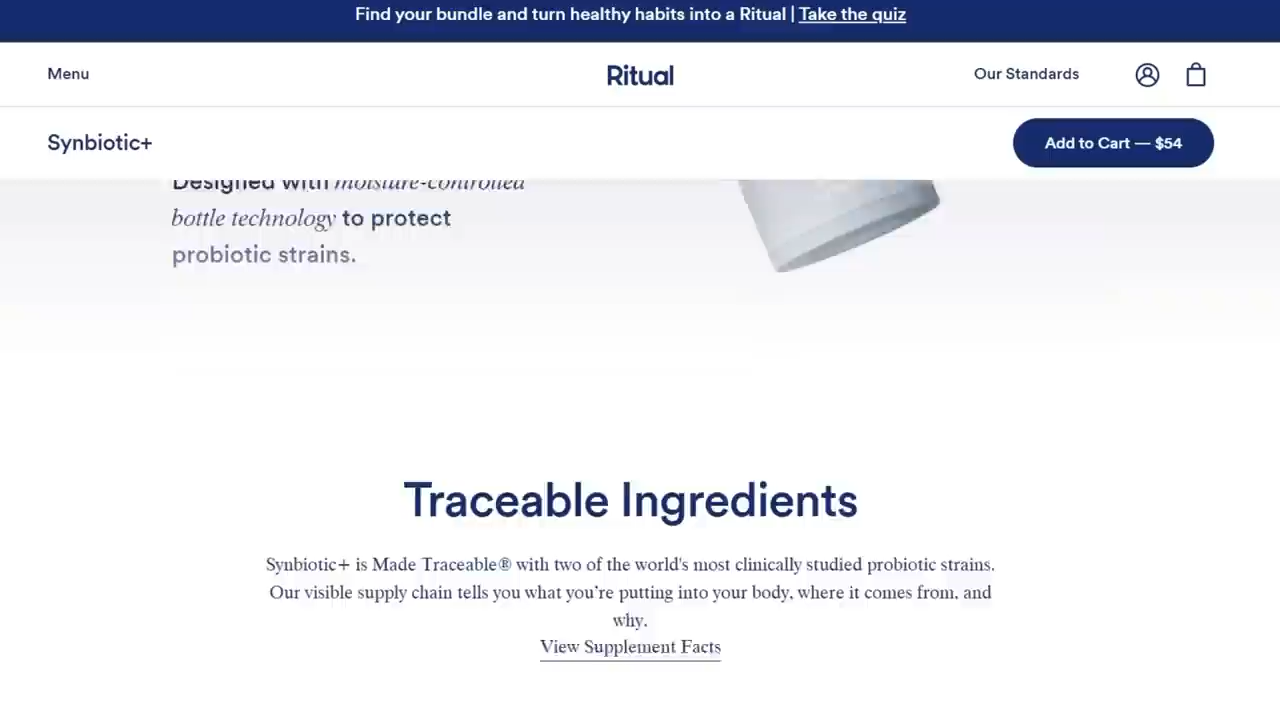 Find your bundle and turn healthy habits into a Ritual | Take the quiz
Menu
Ritual
Our Standards
Synbiotic+
Add to Cart — $54
Designed with moisture-controlled
bottle technology to protect
probiotic strains.
Traceable Ingredients
Synbiotic+ is Made Traceable® with two of the world's most clinically studied probiotic strains.
Our visible supply chain tells you what you’re putting into your body, where it comes from, and
why.
View Supplement Facts